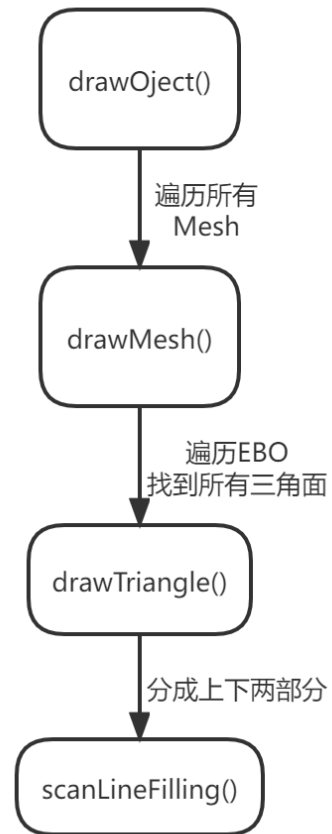 drawOject()
遍历所有
Mesh
drawMesh()
遍历EBO
找到所有三角面
drawTriangle()
分成上下两部分
scanLineFilling()